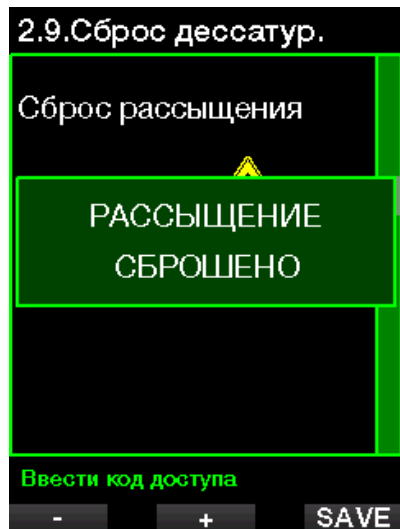 2.9.Сброс дессатур.
Сброс рассыщения
РАССЫЩЕНИЕ
СБРОШЕНО
Ввести код доступа
- + SAVE